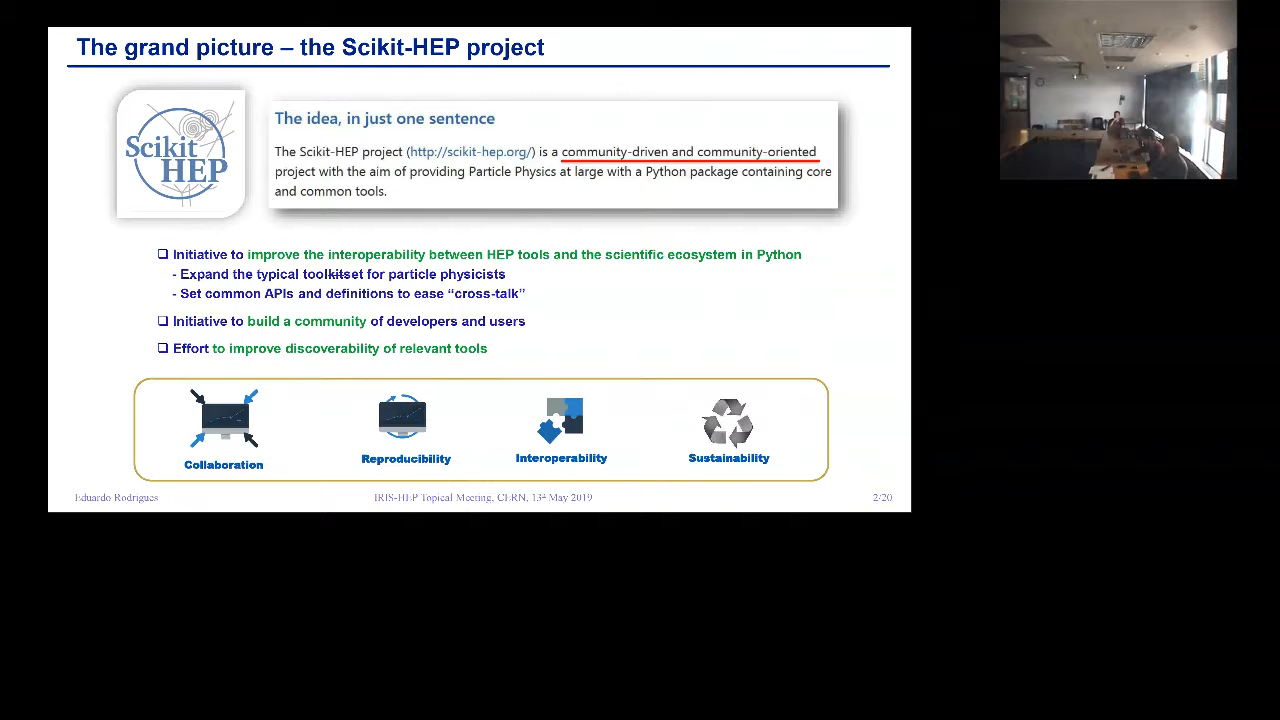 The grand picture – the Scikit-HEP project
Scikit
HEP
The idea, in just one sentence
The Scikit-HEP project (http://scikit-hep.org/) is a community-driven and community-oriented
project with the aim of providing Particle Physics at large with a Python package containing core
and common tools.
❑ Initiative to improve the interoperability between HEP tools and the scientific ecosystem in Python
- Expand the typical toolkitset for particle physicists
- Set common APIs and definitions to ease “cross-talk”
❑ Initiative to build a community of developers and users
❑ Effort to improve discoverability of relevant tools
Collaboration
Reproducibility
Interoperability
Sustainability
Eduardo Rodrigues
IRIS-HEP Topical Meeting, CERN, 13ª May 2019
2/20